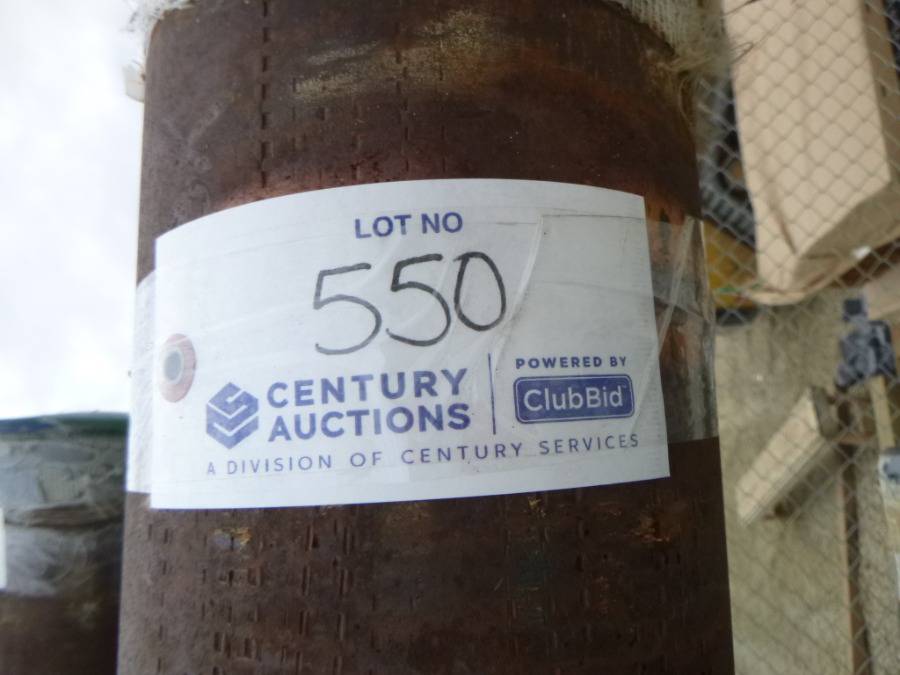 LOT NO
550
CENTURY
AUCTIONS
POWERED BY
ClubBid
A DIVISION OF CENTURY SERVICES